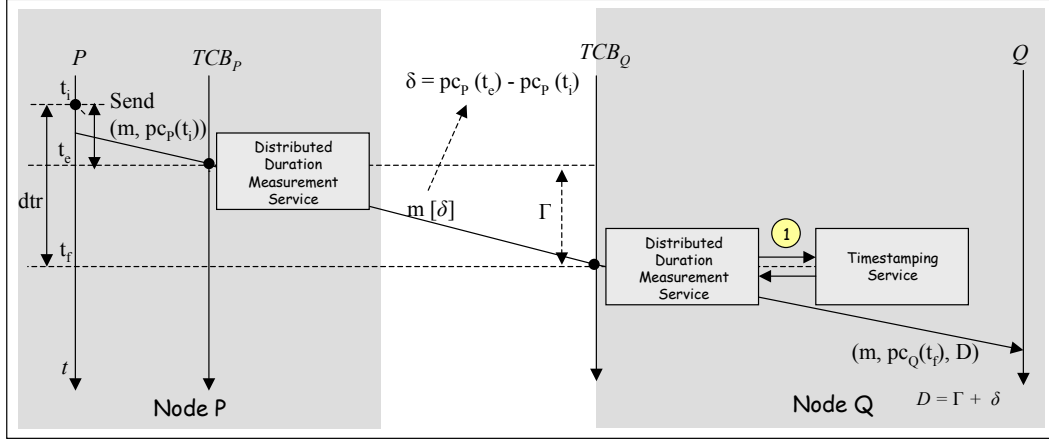 P
TCB_P
TCB_Q
Q
δ = pc_P (t_e) - pc_P (t_i)
t_i
Send
(m, pc_P(t_i))
t_e
Distributed
Duration
Measurement
Service
dtr
m [δ]
Γ
1
t_f
Distributed
Duration
Measurement
Service
Timestamping
Service
(m, pc_Q(t_f), D)
t
Node P
Node Q
D = Γ + δ